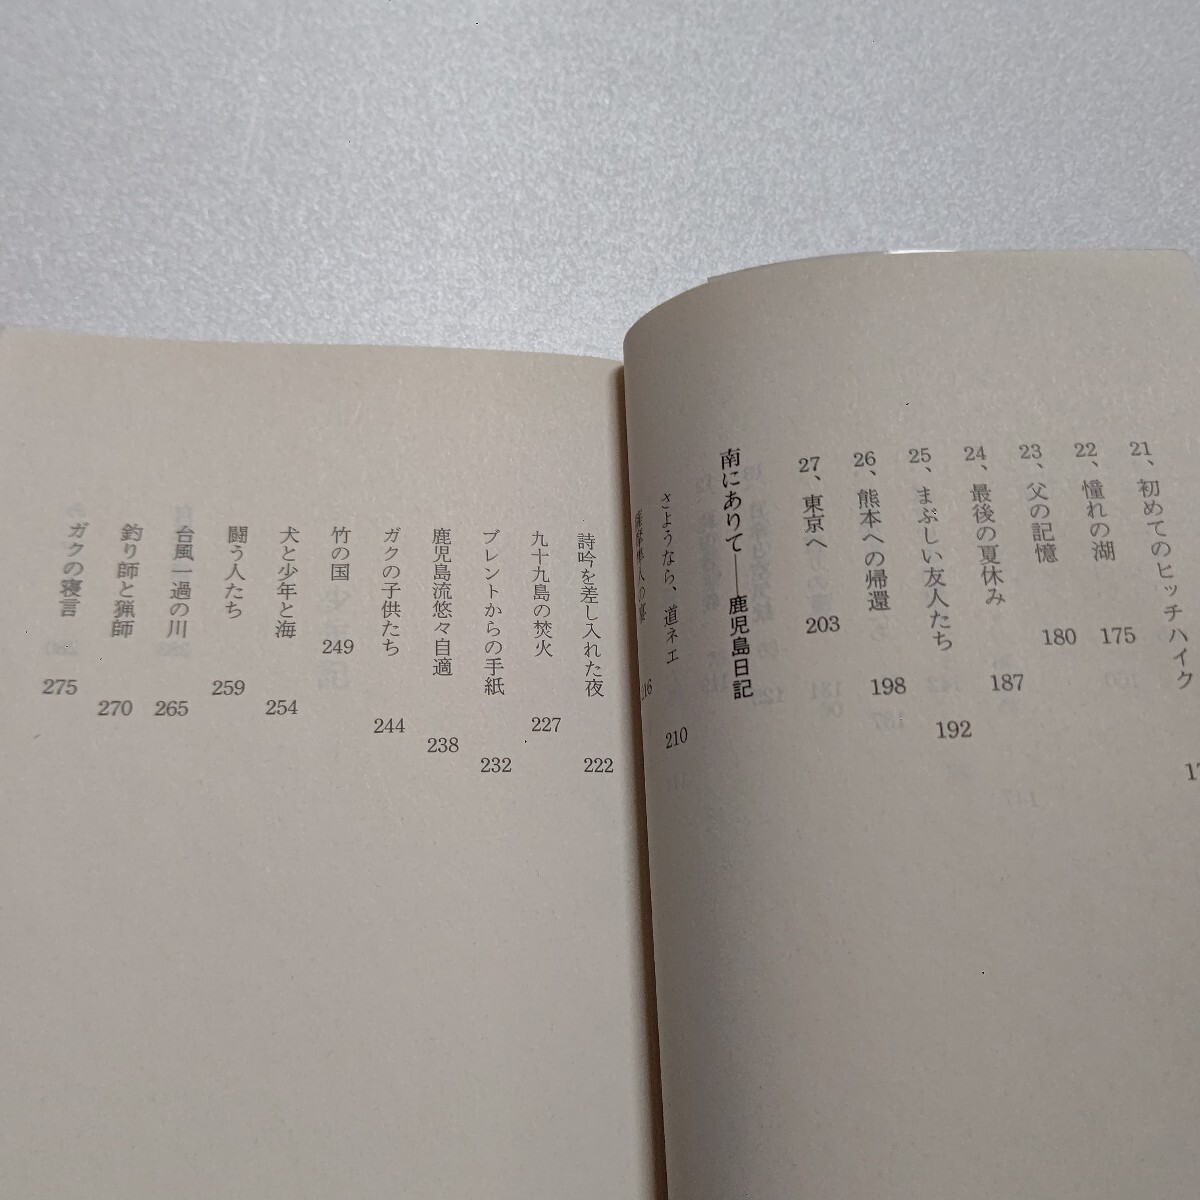 21、初めてのヒッチハイク
22、憧れの湖 175
23、父の記憶 180
24、最後の夏休み 187
25、まぶしい友人たち 192
26、熊本への帰還 198
27、東京へ 203
南にありて——鹿児島日記
さようなら、道ネエ 210
詩吟を差し入れた夜 222
九十九島の焚火 227
ブレントからの手紙 232
鹿児島流悠々自適 238
ガクの子供たち 244
竹の国 249
犬と少年と海 254
闘う人たち 259
台風一過の川 265
釣り師と猟師 270
ガクの寝言 275